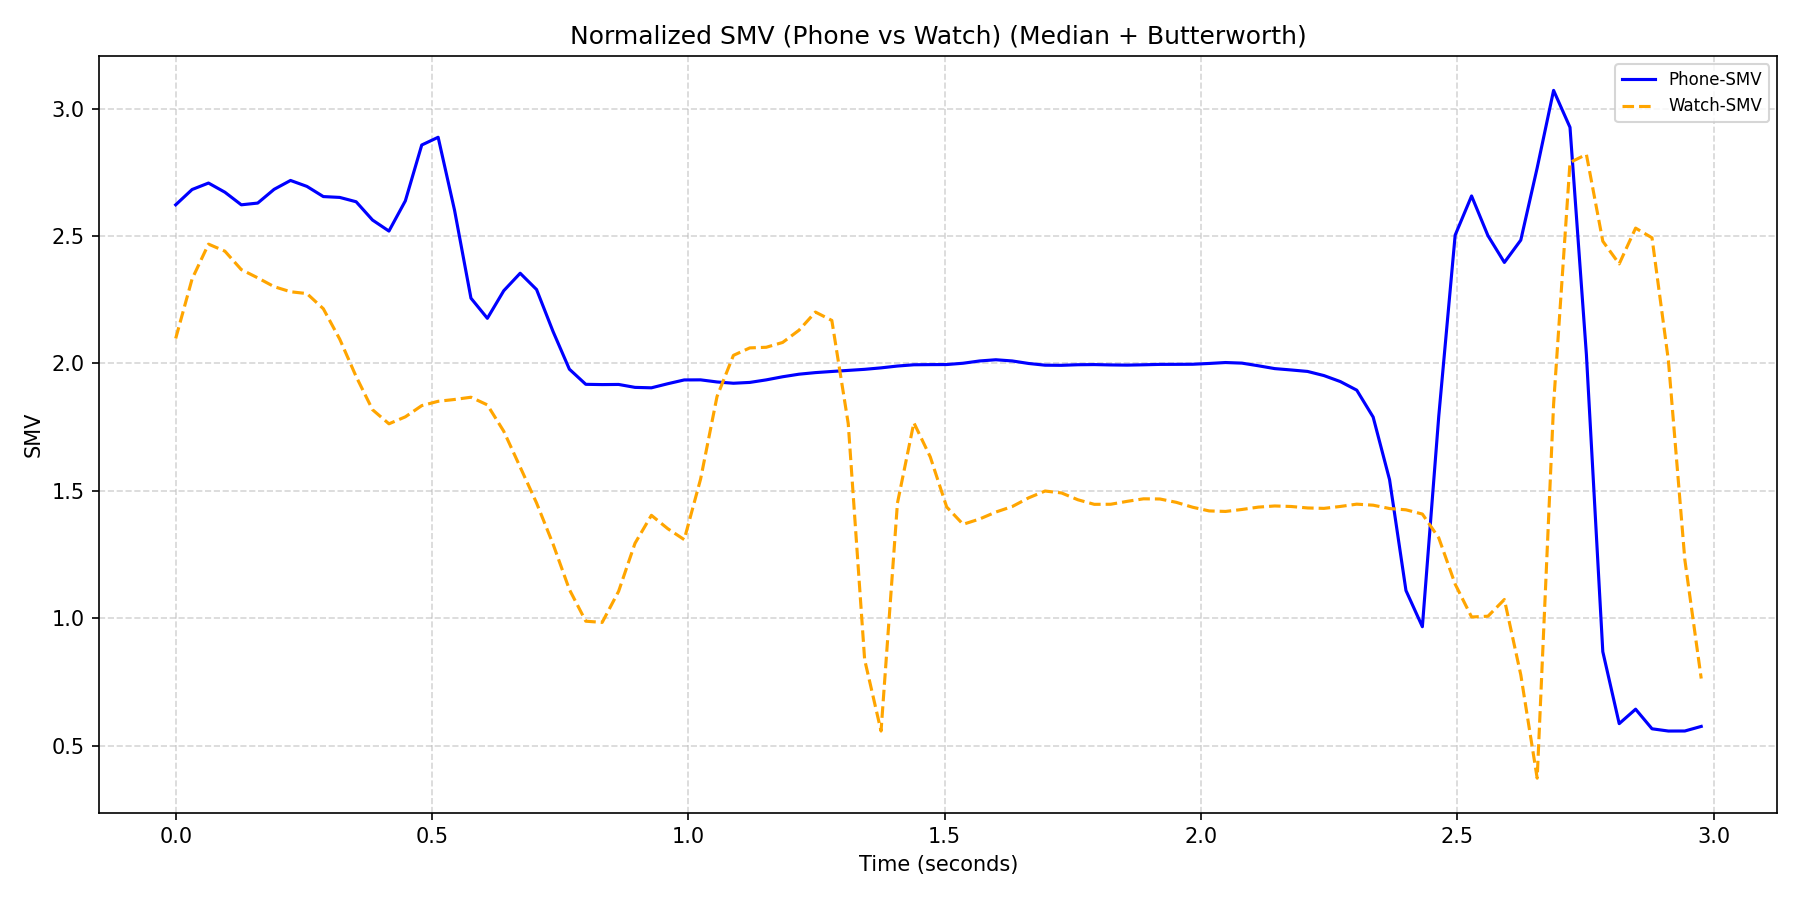 Normalized SMV (Phone vs Watch) (Median + Butterworth)
Phone-SMV
Watch-SMV
SMV
3.0
2.5
2.0
1.5
1.0
0.5
0.0 0.5 1.0 1.5 2.0 2.5 3.0
Time (seconds)